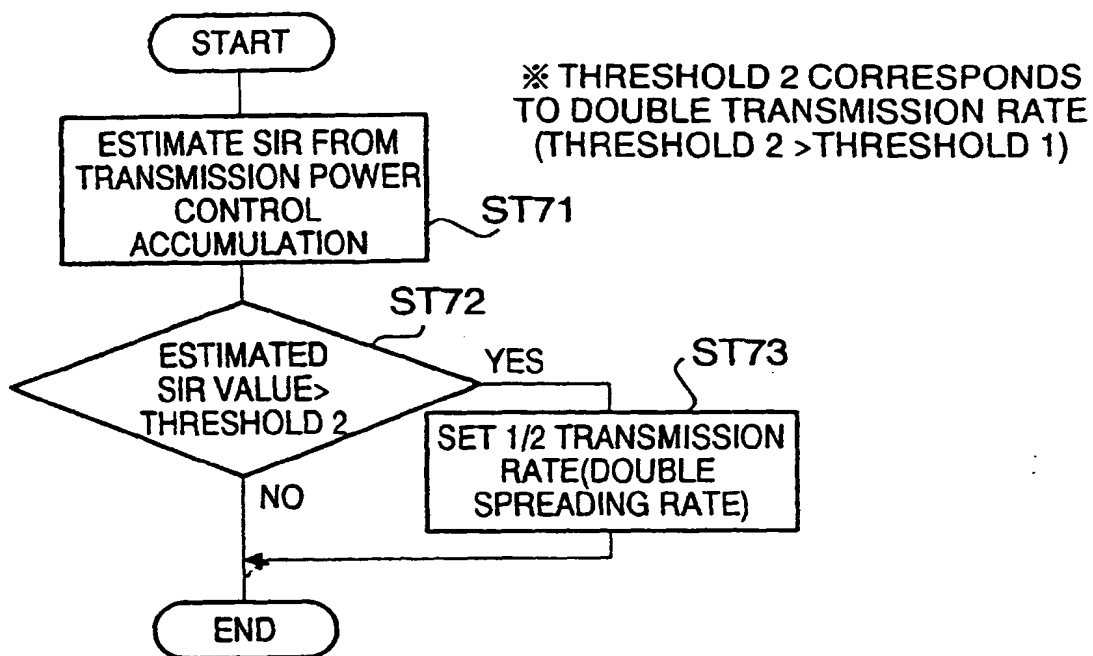 START
※ THRESHOLD 2 CORRESPONDS
TO DOUBLE TRANSMISSION RATE
(THRESHOLD 2 >THRESHOLD 1)
ESTIMATE SIR FROM
TRANSMISSION POWER
CONTROL
ACCUMULATION
ST71
ST72
ESTIMATED
SIR VALUE>
THRESHOLD 2
YES
ST73
SET 1/2 TRANSMISSION
RATE(DOUBLE
SPREADING RATE)
NO
END